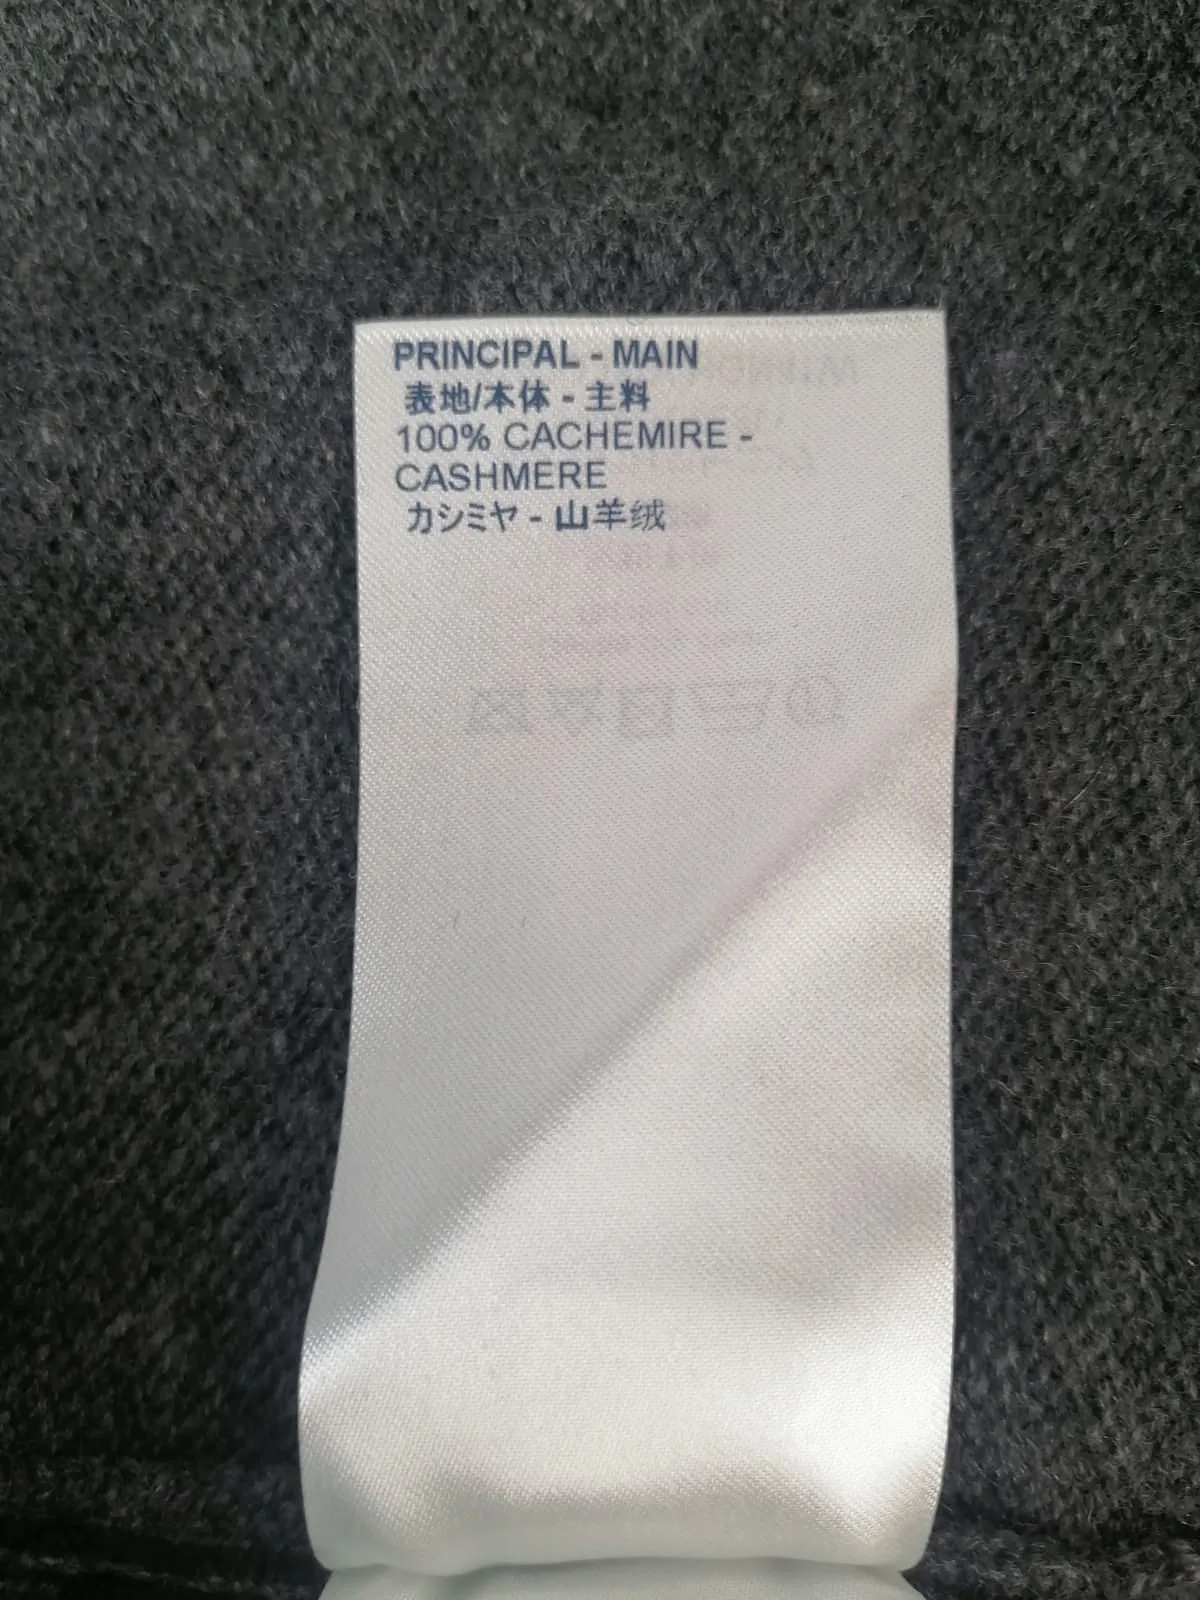 PRINCIPAL - MAIN
表地/本体 - 主料
100% CACHEMIRE -
CASHMERE
カシミヤ - 山羊绒